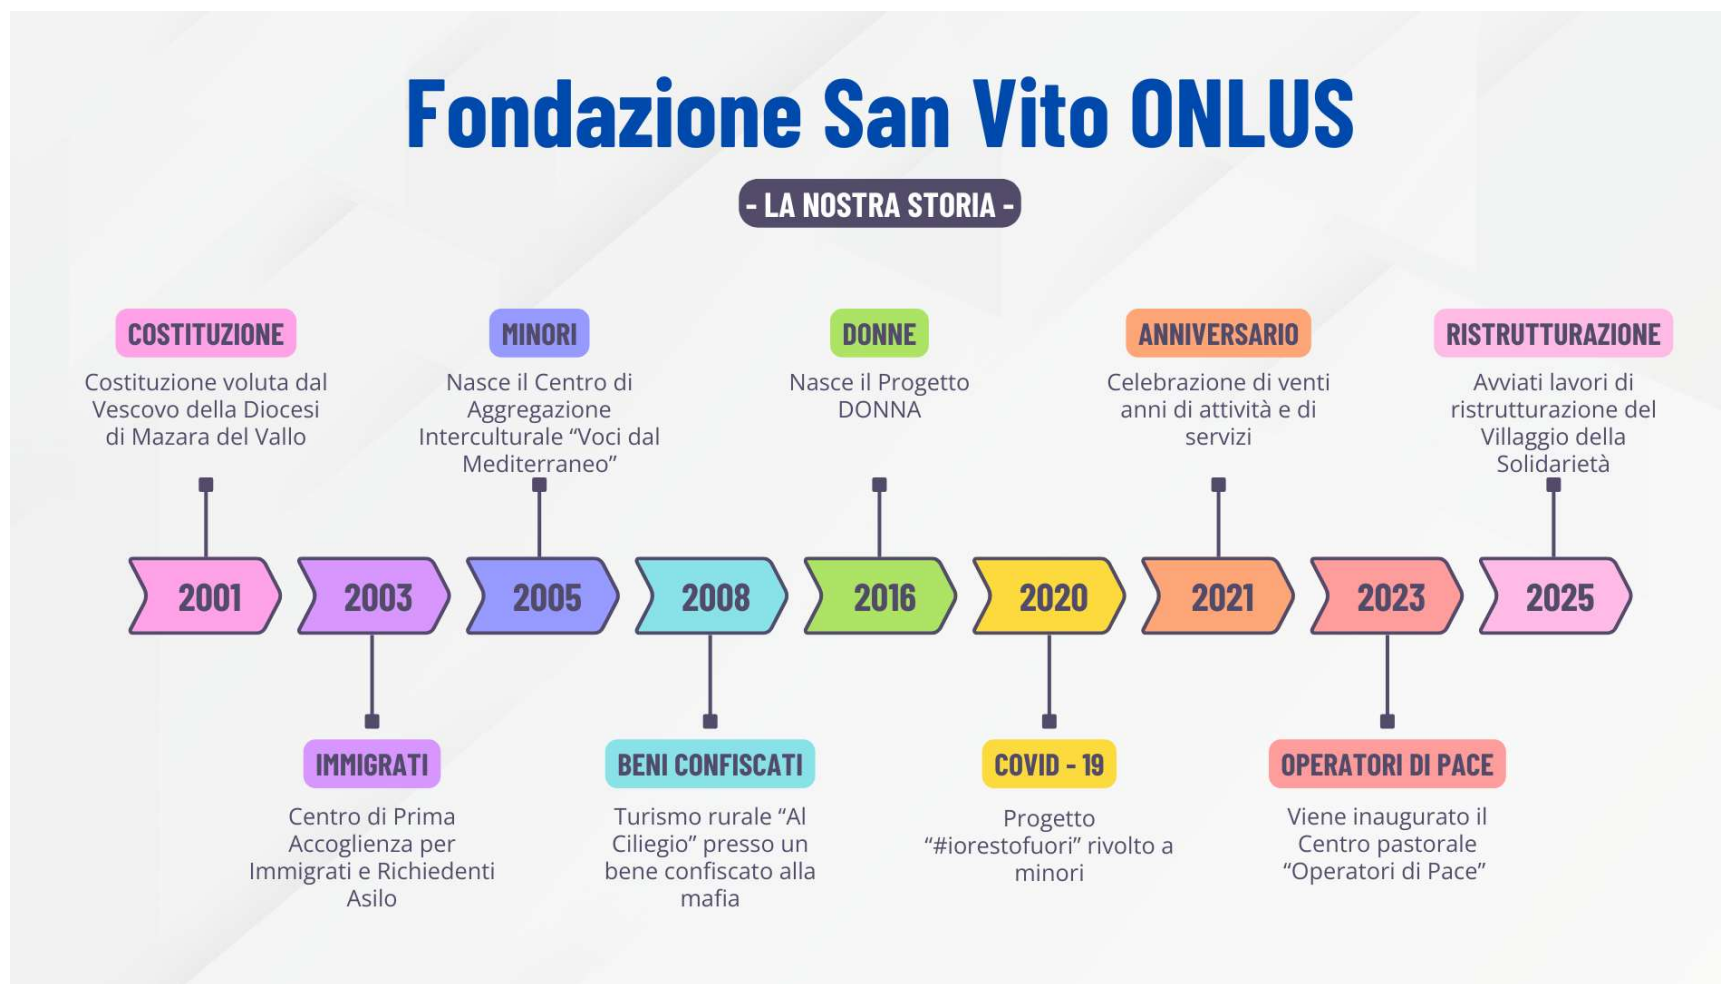 Fondazione San Vito ONLUS
- LA NOSTRA STORIA -
COSTITUZIONE
Costituzione voluta dal
Vescovo della Diocesi
di Mazara del Vallo
MINORI
Nasce il Centro di
Aggregazione
Interculturale “Voci dal
Mediterraneo”
DONNE
Nasce il Progetto
DONNA
ANNIVERSARIO
Celebrazione di venti
anni di attività e di
servizi
RISTRUTTURAZIONE
Avviati lavori di
ristrutturazione del
Villaggio della
Solidarietà
2001
2003
2005
2008
2016
2020
2021
2023
2025
IMMIGRATI
Centro di Prima
Accoglienza per
Immigrati e Richiedenti
Asilo
BENI CONFISCATI
Turismo rurale “Al
Ciliegio” presso un
bene confiscato alla
mafia
COVID - 19
Progetto
“#iorestofuori” rivolto a
minori
OPERATORI DI PACE
Viene inaugurato il
Centro pastorale
“Operatori di Pace”